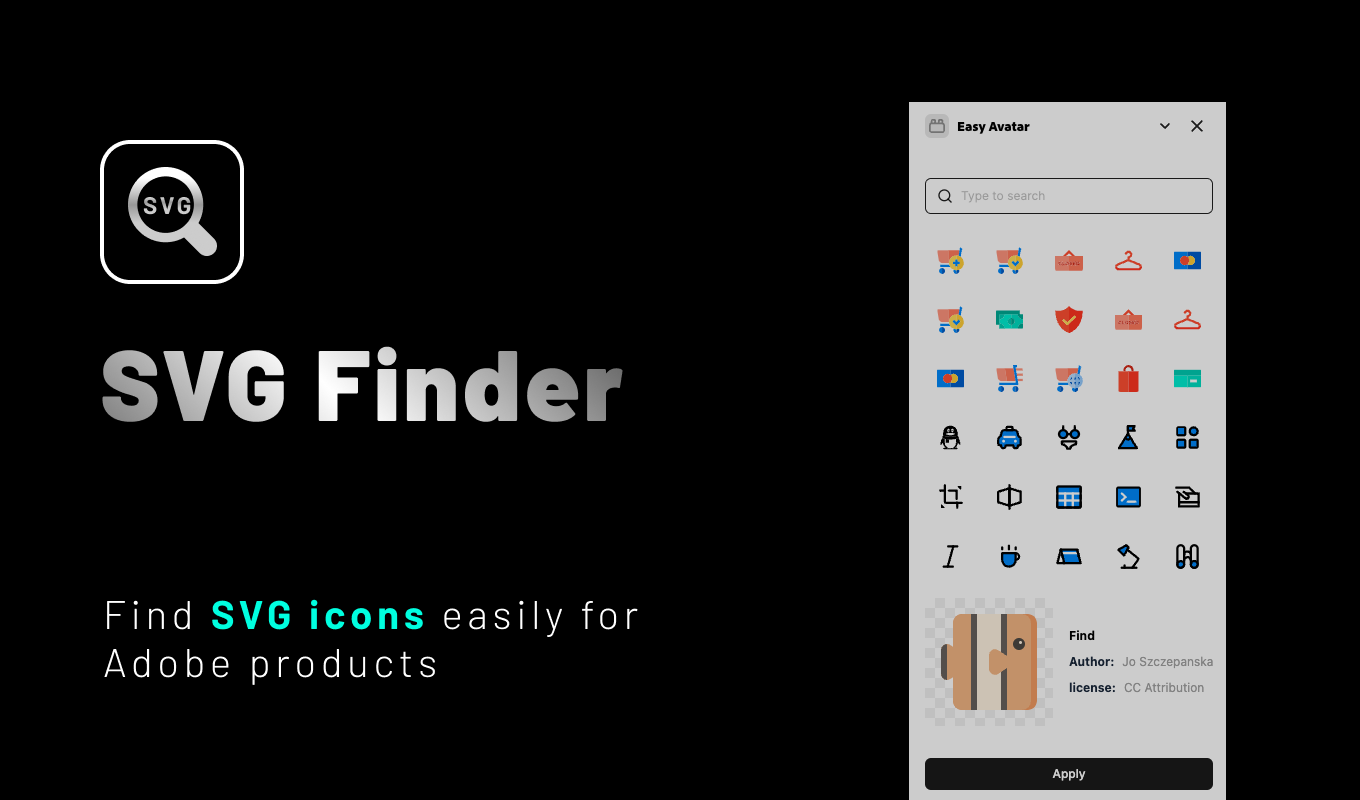 SVG
SVG Finder
Find SVG icons easily for
Adobe products
Easy Avatar
Type to search
Find
Author: Jo Szczepanska
license: CC Attribution
Apply